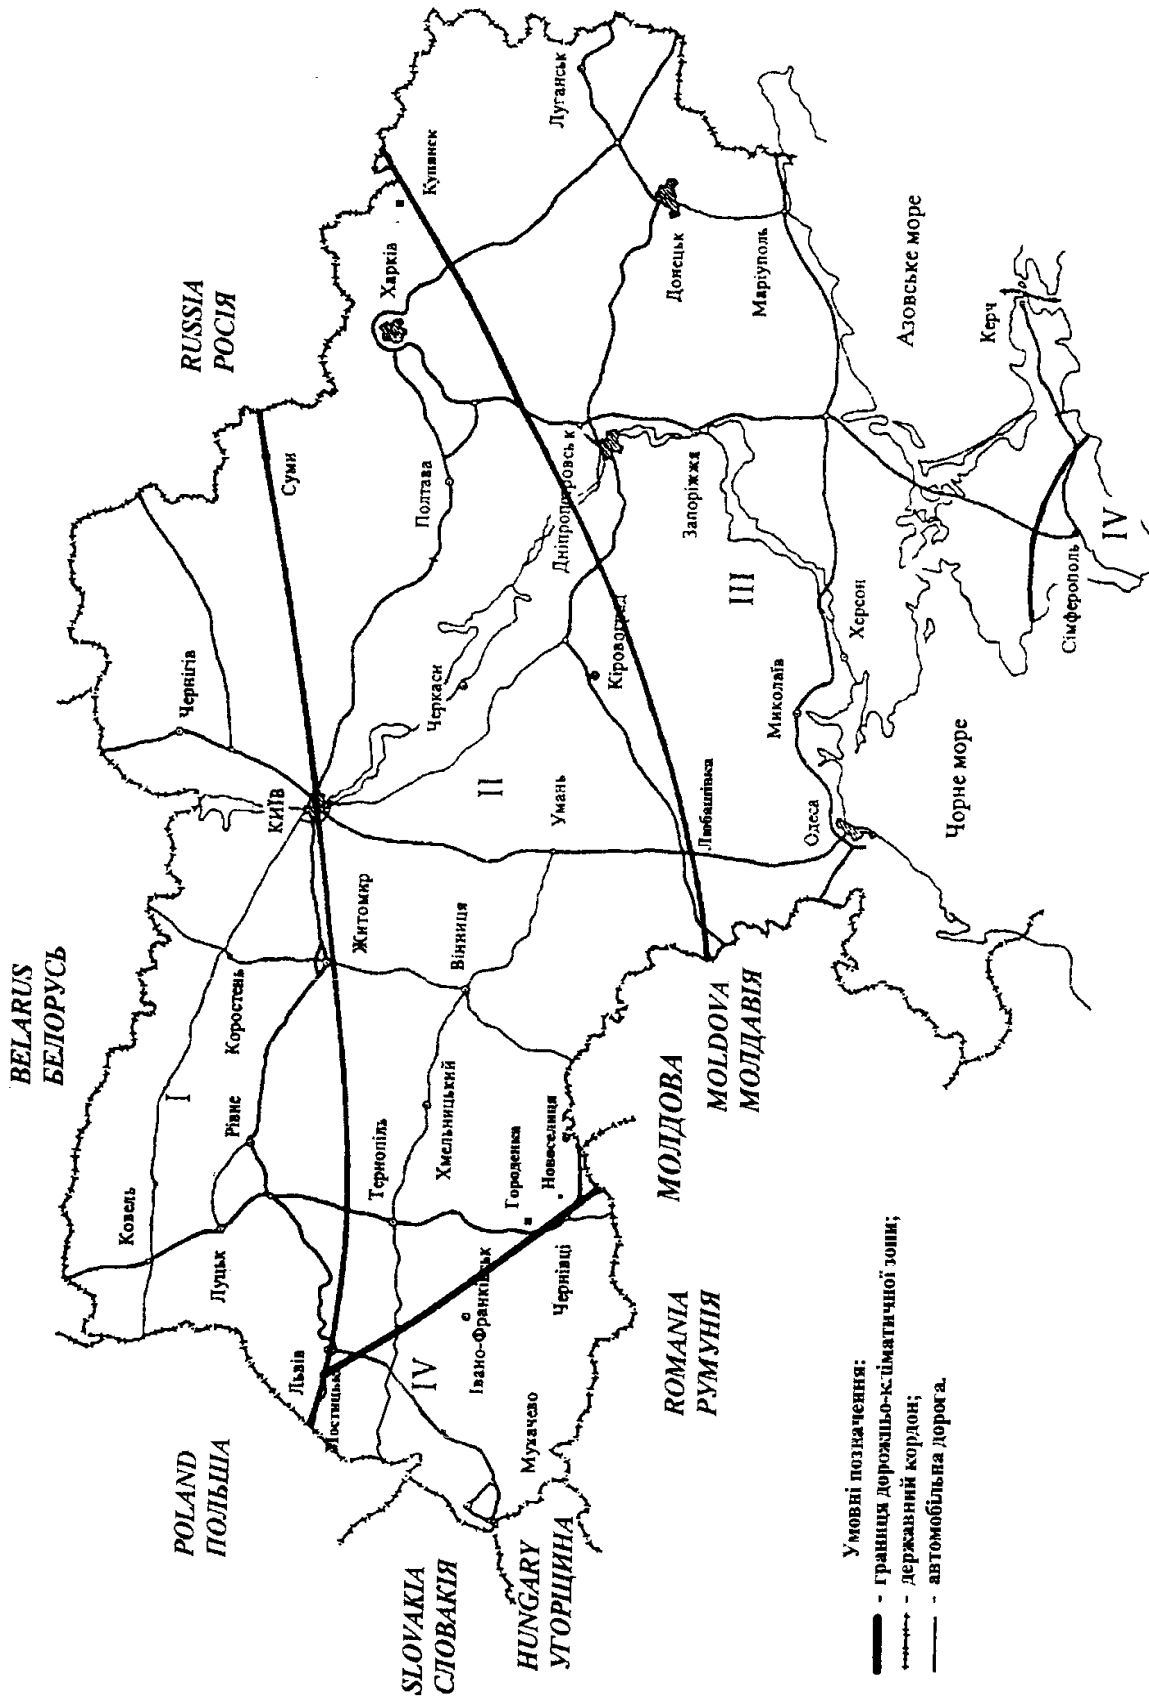 BELARUS
БЕЛОРУСЬ
RUSSIA
РОСІЯ
POLAND
ПОЛЬША
SLOVAKIA
СЛОВАКІЯ
HUNGARY
УГОРЩИНА
ROMANIA
РУМУНІЯ
МОЛДОВА
MOLDOVA
МОЛДАВІЯ
I
II
III
IV
IV
Ковель
Луцьк
Рівне
Коростень
Житомир
КИЇВ
Чернігів
Суми
Львів
Мостицьк
Тернопіль
Хмельницький
Вінниця
Черкаси
Полтава
Харків
Купянск
Івано-Франківськ
Городенка
Новоселиця
Чернівці
Мукачево
Умань
Кіровоград
Дніпропетровськ
Луганськ
Донецьк
Любашівка
Запоріжжя
Маріуполь
Одеса
Миколаїв
Херсон
Чорне море
Азовське море
Керч
Сімферополь
Умовні позначення:
- границя дорожньо-кліматичної зони;
- державний кордон;
- автомобільна дорога.